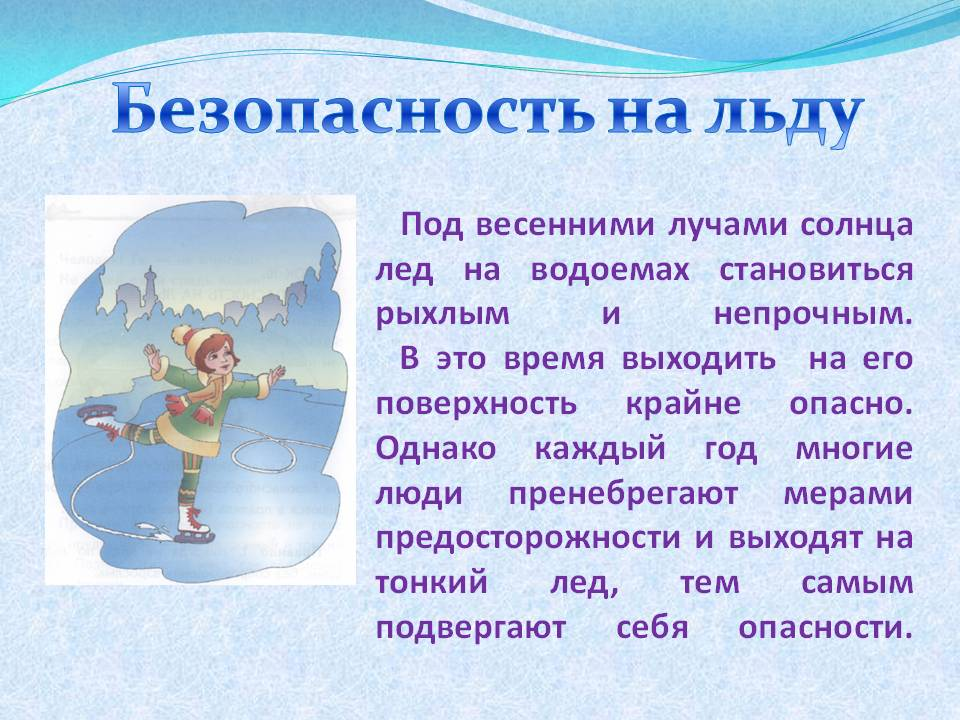 Безопасность на льду
Под весенними лучами солнца
лед на водоемах становиться
рыхлым и непрочным.
В это время выходить на его
поверхность крайне опасно.
Однако каждый год многие
люди пренебрегают мерами
предосторожности и выходят на
тонкий лед, тем самым
подвергают себя опасности.